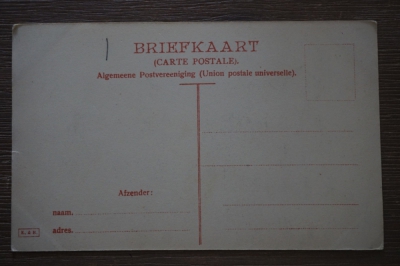 BRIEFKAART
(CARTE POSTALE).
Algemeene Postvereeniging (Union postale universelle).
Afzender:
naam.
adres.